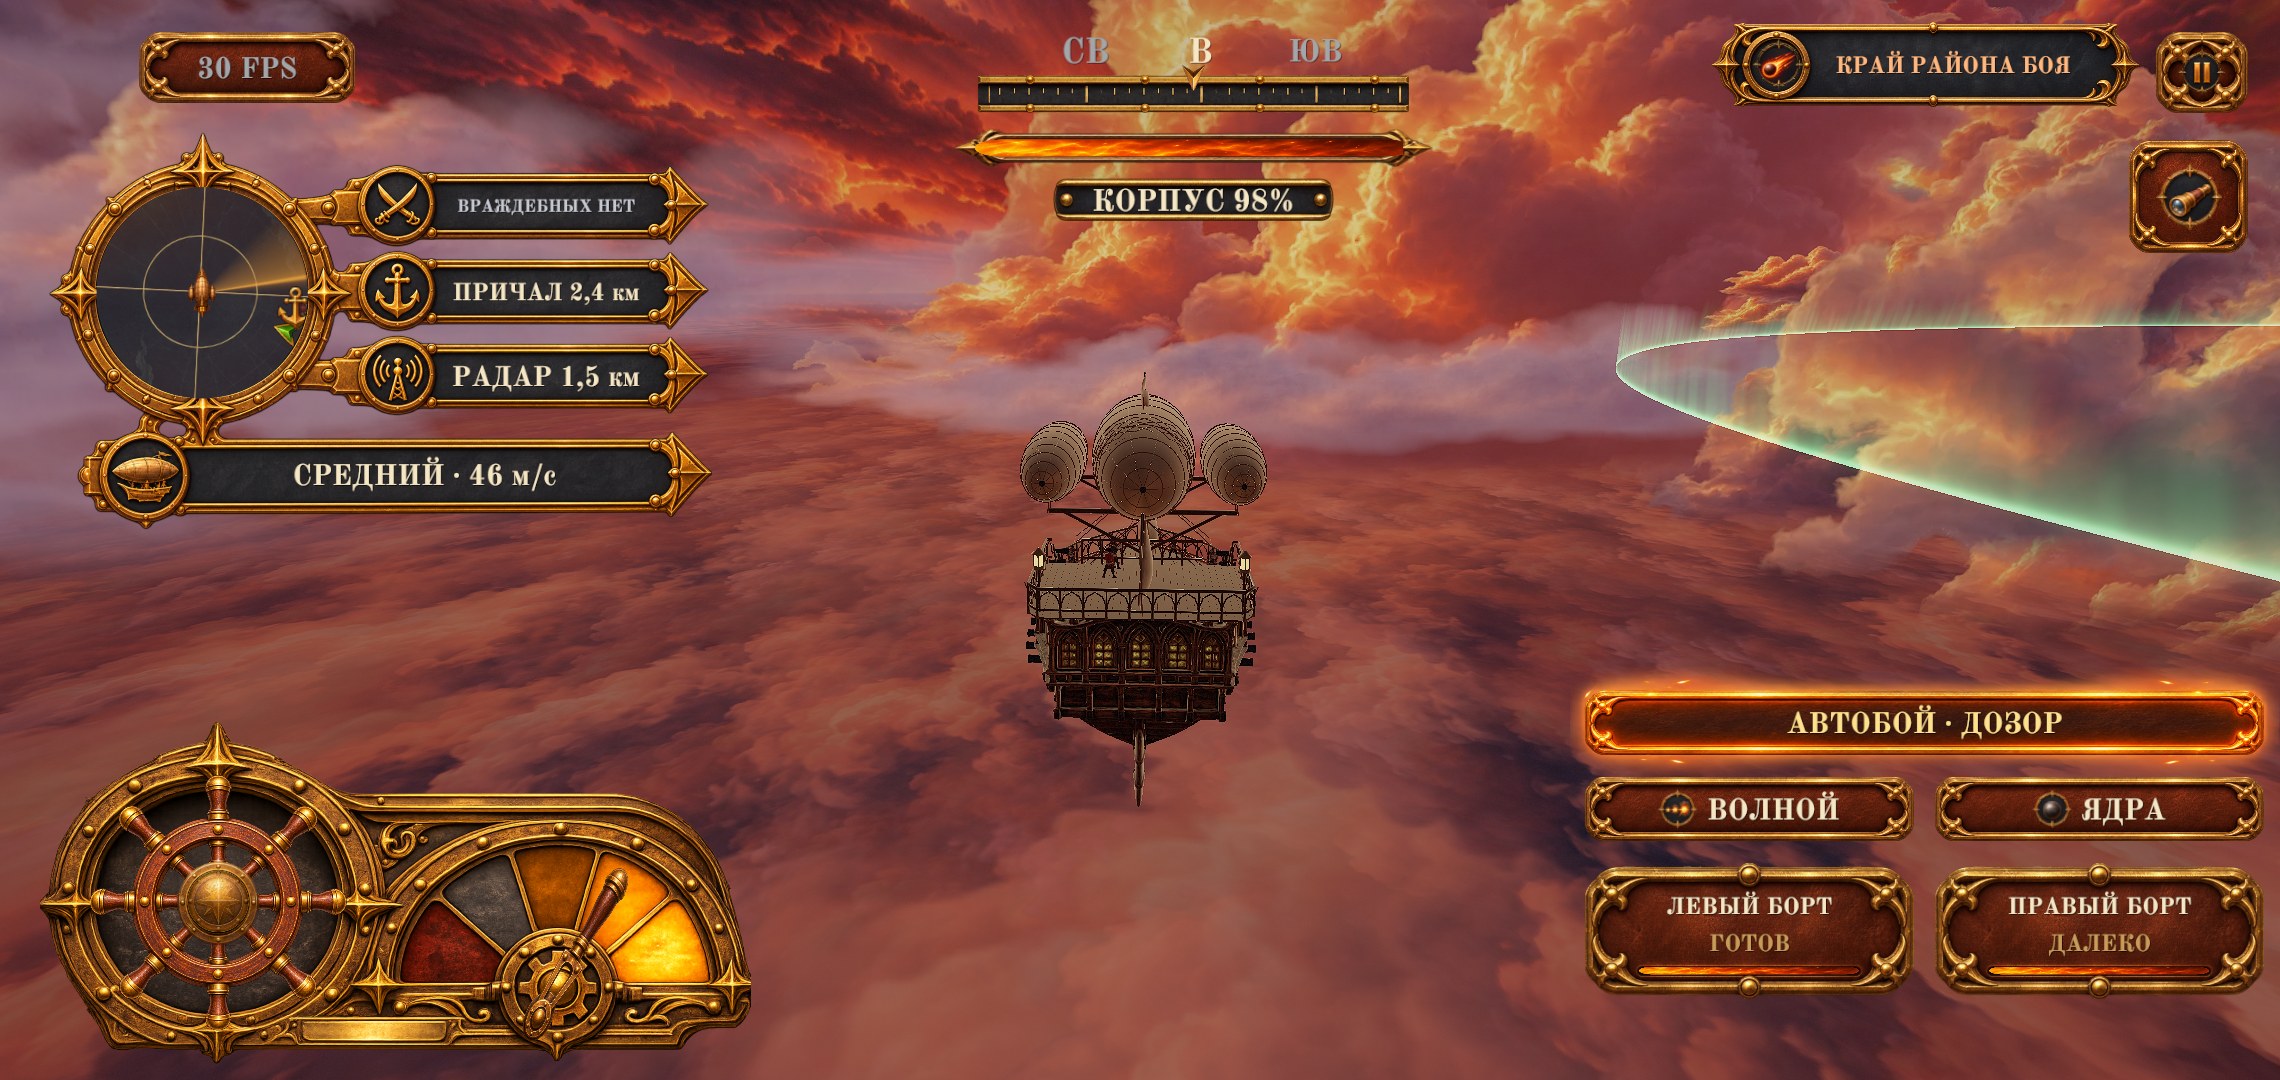 30 FPS
СВ В ЮВ
КРАЙ РАЙОНА БОЯ
КОРПУС 98%
ВРАЖДЕБНЫХ НЕТ
ПРИЧАЛ 2,4 км
РАДАР 1,5 км
СРЕДНИЙ · 46 м/с
АВТОБОЙ · ДОЗОР
ВОЛНОЙ
ЯДРА
ЛЕВЫЙ БОРТ
ГОТОВ
ПРАВЫЙ БОРТ
ДАЛЕКО